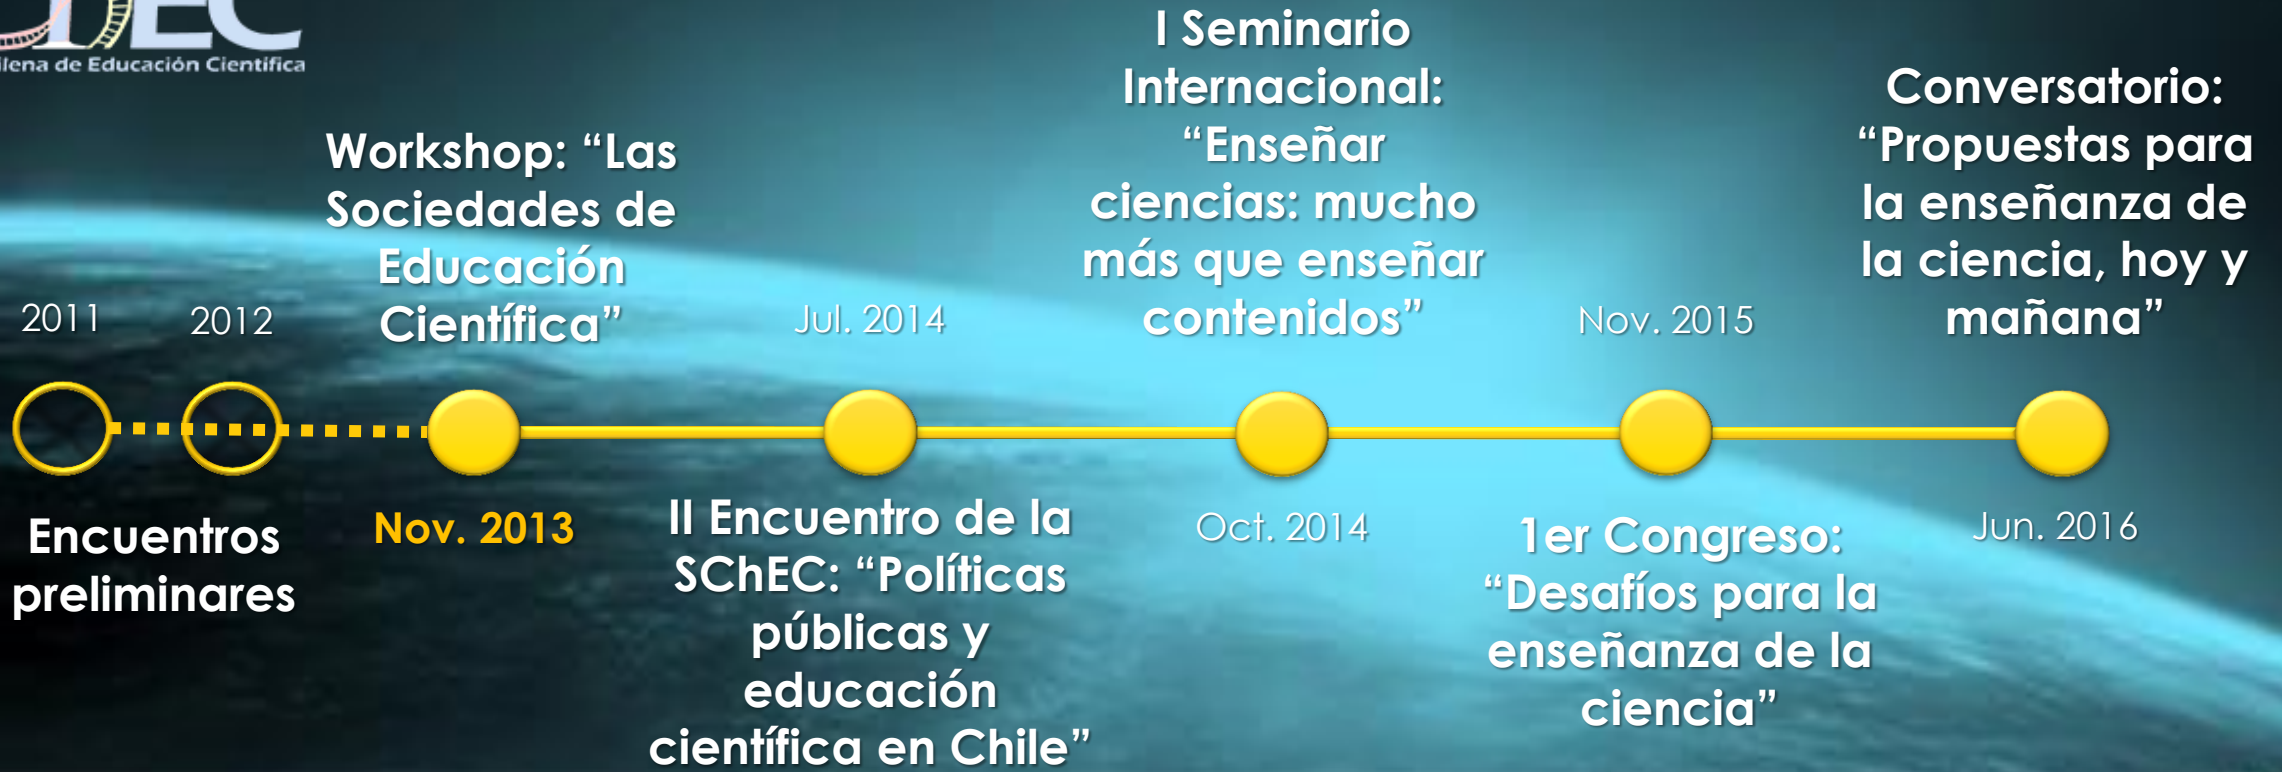 ilena de Educación Científica
2011
2012
Workshop: “Las
Sociedades de
Educación
Científica”
Jul. 2014
I Seminario
Internacional:
“Enseñar
ciencias: mucho
más que enseñar
contenidos”
Nov. 2015
Conversatorio:
“Propuestas para
la enseñanza de
la ciencia, hoy y
mañana”
Encuentros
preliminares
Nov. 2013
II Encuentro de la
SChEC: “Políticas
públicas y
educación
científica en Chile”
Oct. 2014
1er Congreso:
“Desafíos para la
enseñanza de la
ciencia”
Jun. 2016